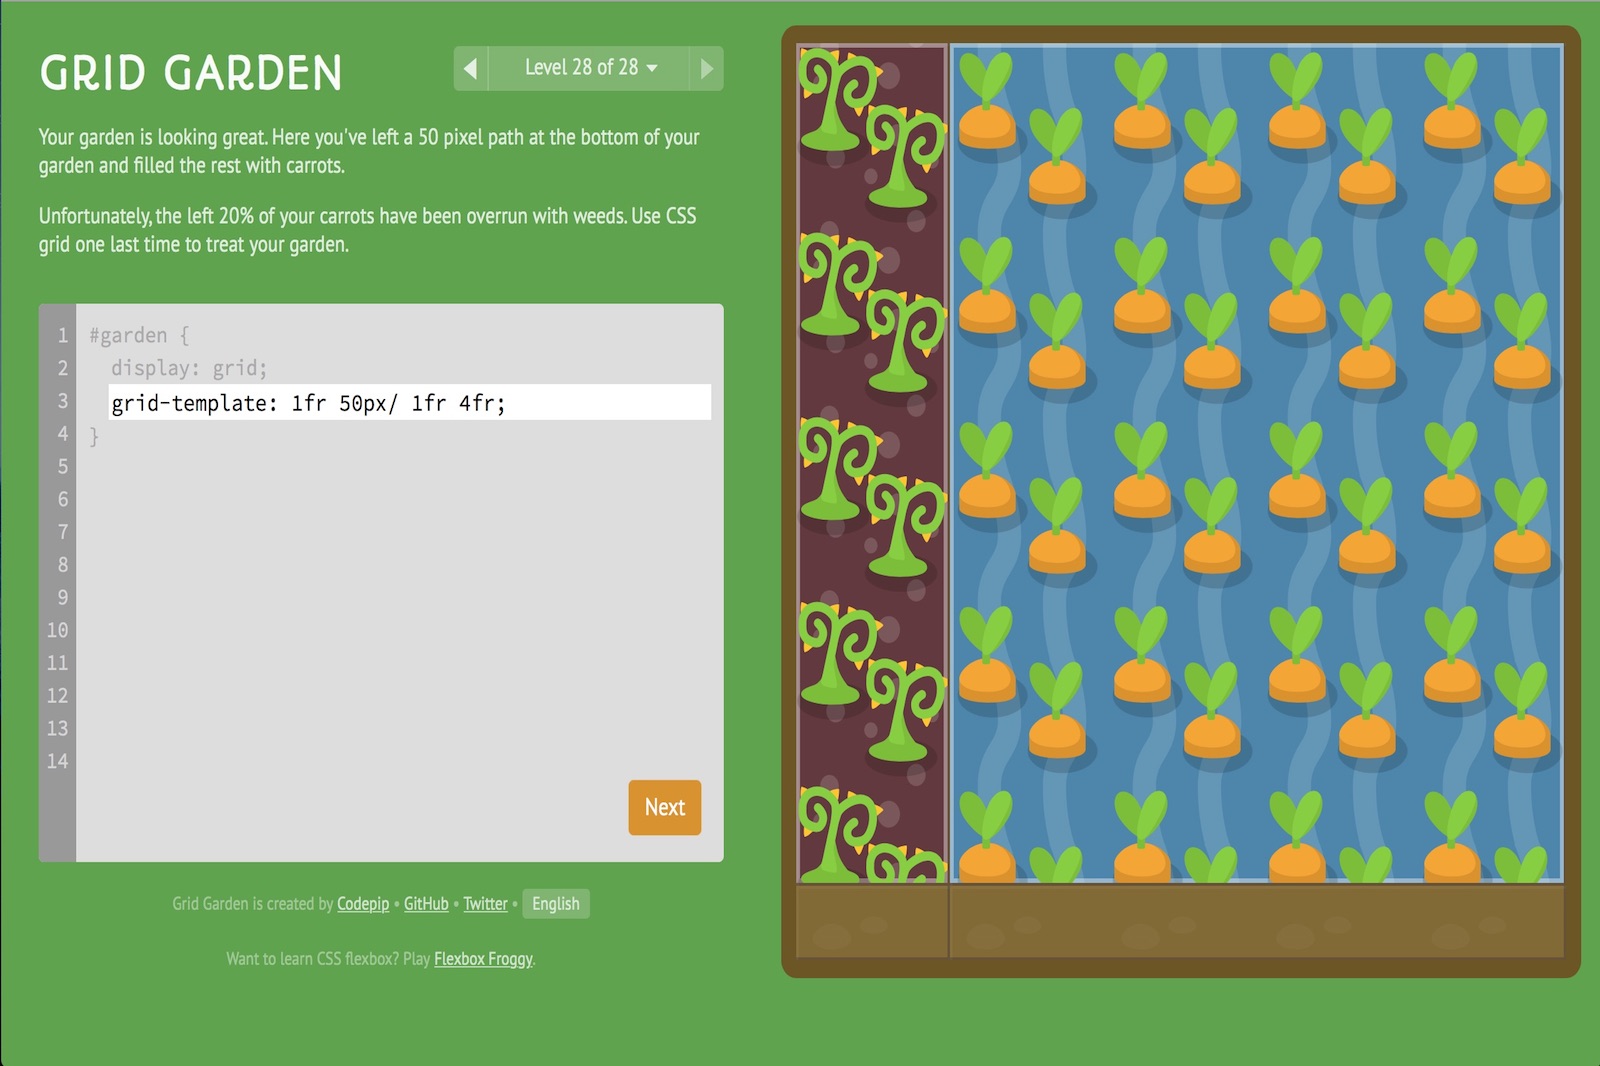 GRID GARDEN
Level 28 of 28
Your garden is looking great. Here you've left a 50 pixel path at the bottom of your
garden and filled the rest with carrots.
Unfortunately, the left 20% of your carrots have been overrun with weeds. Use CSS
grid one last time to treat your garden.
1 #garden {
2 display: grid;
3 grid-template: 1fr 50px/ 1fr 4fr;
4 }
5
6
7
8
9
10
11
12
13
14
Next
Grid Garden is created by Codepip • GitHub • Twitter • English
Want to learn CSS flexbox? Play Flexbox Froggy.